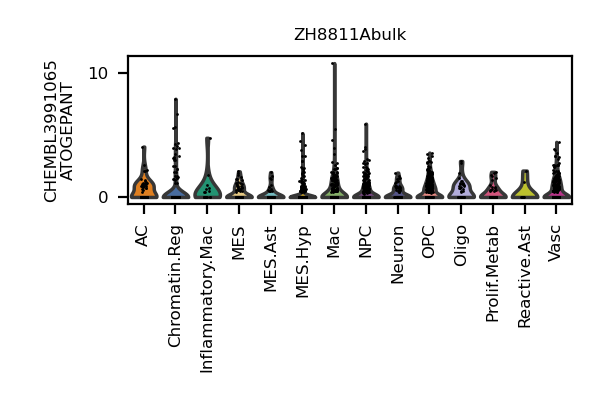 ZH8811Abulk
CHEMBL3991065
ATOGEPANT
10
0
AC
Chromatin.Reg
Inflammatory.Mac
MES
MES.Ast
MES.Hyp
Mac
NPC
Neuron
OPC
Oligo
Prolif.Metab
Reactive.Ast
Vasc